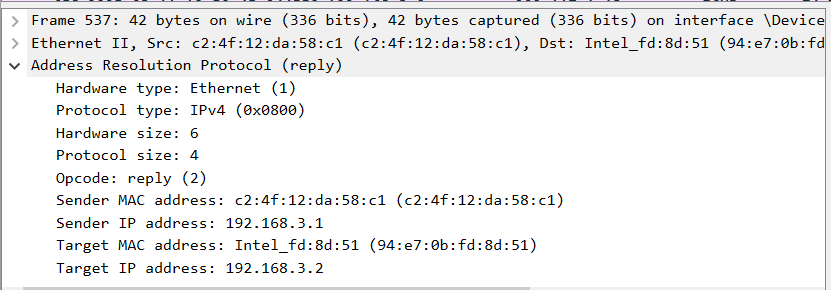 Frame 537: 42 bytes on wire (336 bits), 42 bytes captured (336 bits) on interface \Device
Ethernet II, Src: c2:4f:12:da:58:c1 (c2:4f:12:da:58:c1), Dst: Intel_fd:8d:51 (94:e7:0b:fd
Address Resolution Protocol (reply)
Hardware type: Ethernet (1)
Protocol type: IPv4 (0x0800)
Hardware size: 6
Protocol size: 4
Opcode: reply (2)
Sender MAC address: c2:4f:12:da:58:c1 (c2:4f:12:da:58:c1)
Sender IP address: 192.168.3.1
Target MAC address: Intel_fd:8d:51 (94:e7:0b:fd:8d:51)
Target IP address: 192.168.3.2